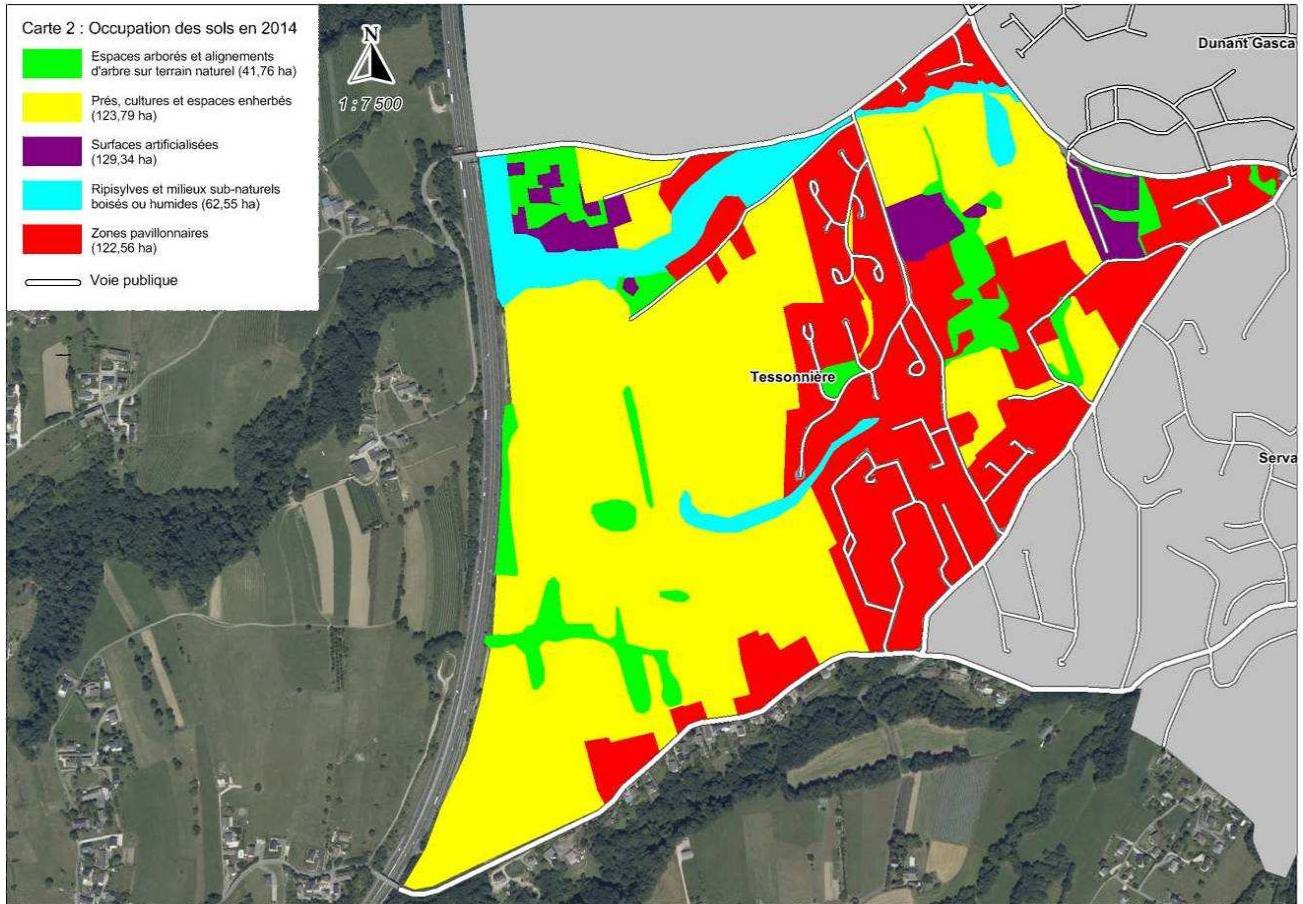 Carte 2 : Occupation des sols en 2014
Espaces arborés et alignements
d'arbre sur terrain naturel (41,76 ha)
Prés, cultures et espaces enherbés
(123,79 ha)
Surfaces artificialisées
(129,34 ha)
Ripisylves et milieux sub-naturels
boisés ou humides (62,55 ha)
Zones pavillonnaires
(122,56 ha)
Voie publique
N
1 : 7 500
Dunant Gasca
Tessonnière
Serva